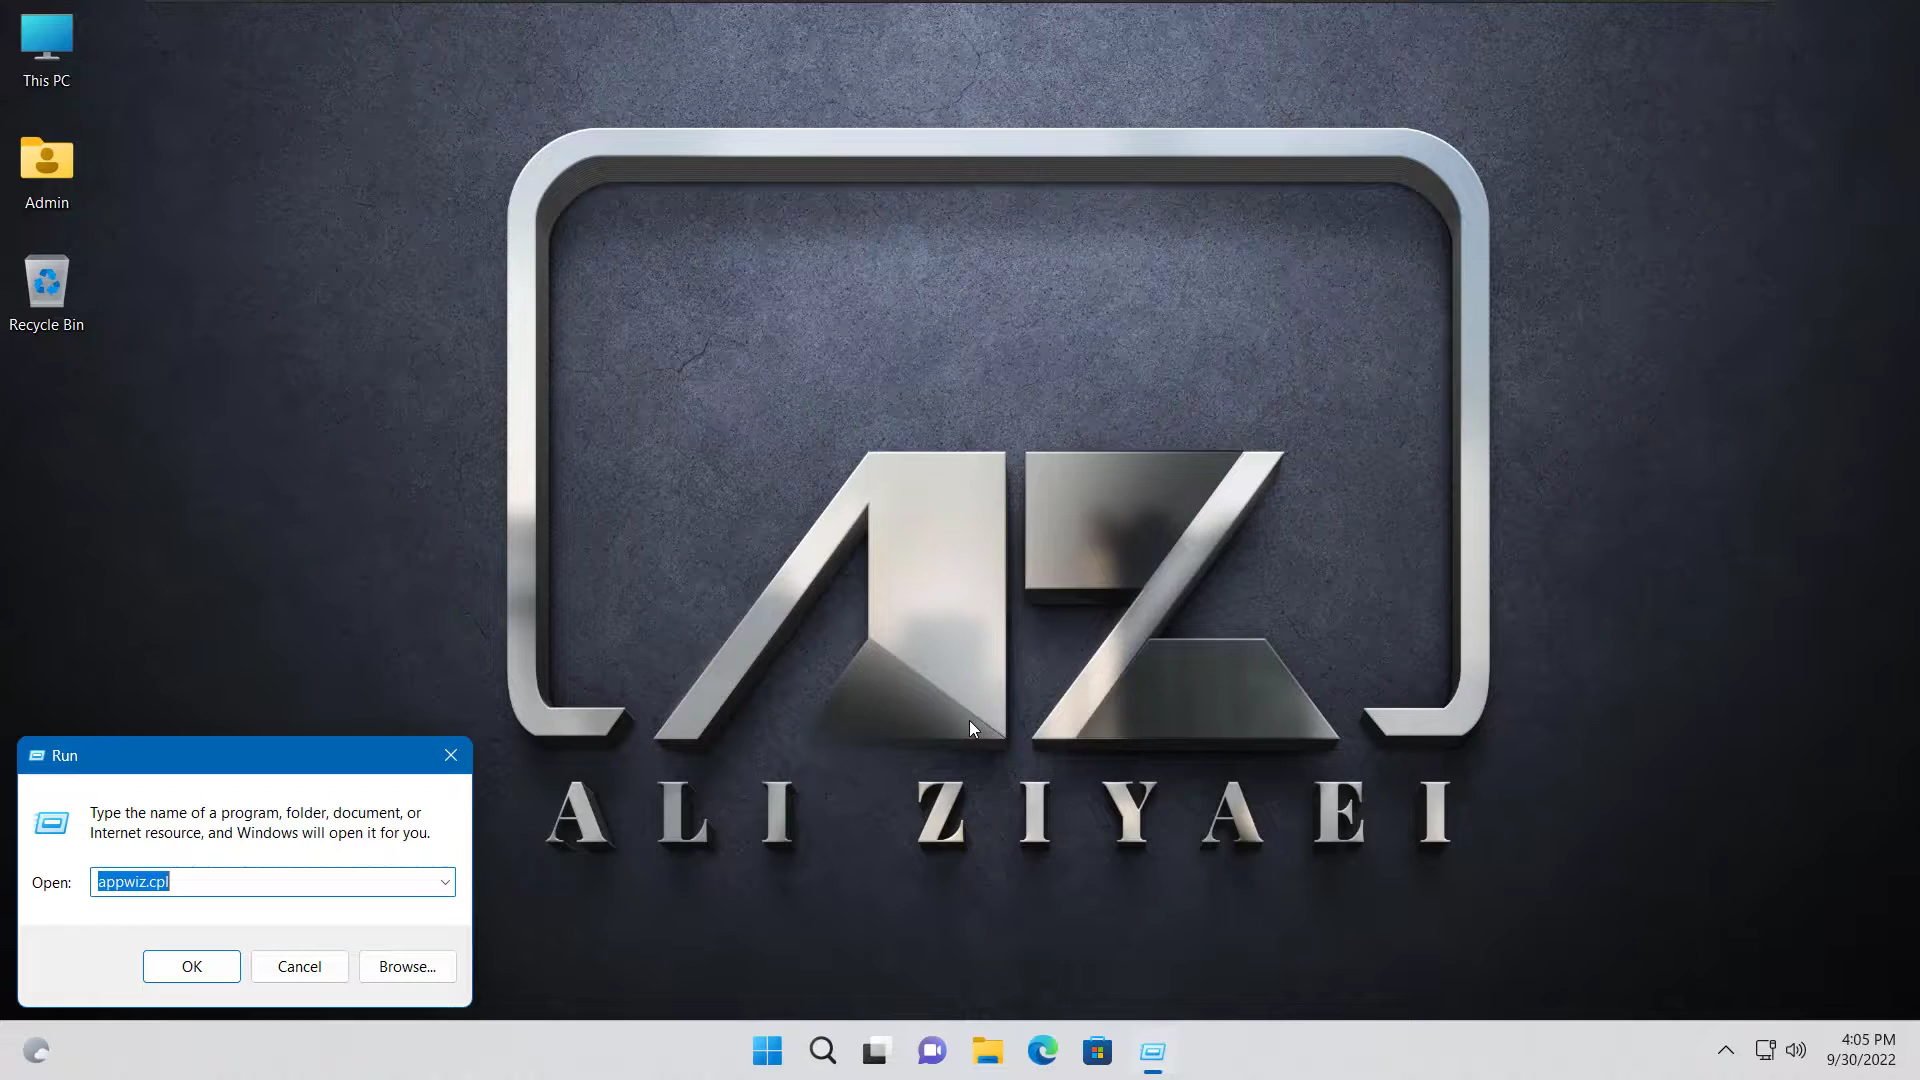 This PC
Admin
Recycle Bin
AZ
ALI ZIYAEI
Run
Type the name of a program, folder, document, or
Internet resource, and Windows will open it for you.
Open:
appwiz.cpl
OK
Cancel
Browse...
4:05 PM
9/30/2022